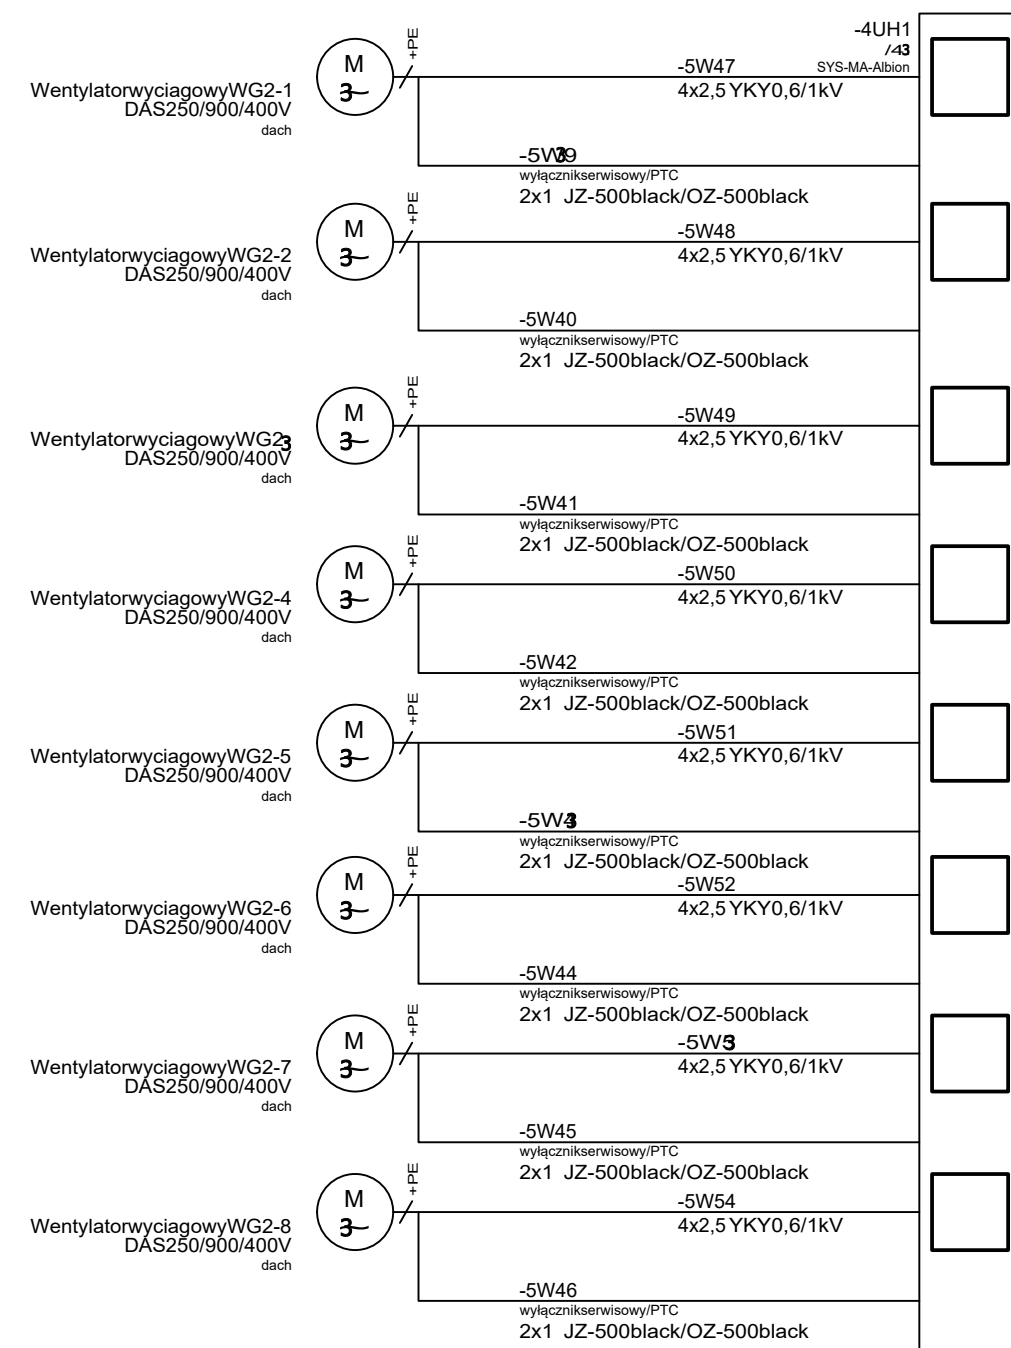 -4UH1
/43
SYS-MA-Albion
+PE
M
3~
-5W47
4x2,5 YKY0,6/1kV
WentylatorwyciagowyWG2-1
DAS250/900/400V
dach
-5W39
wyłącznikserwisowy/PTC
2x1 JZ-500black/OZ-500black
+PE
M
3~
-5W48
4x2,5 YKY0,6/1kV
WentylatorwyciagowyWG2-2
DAS250/900/400V
dach
-5W40
wyłącznikserwisowy/PTC
2x1 JZ-500black/OZ-500black
+PE
M
3~
-5W49
4x2,5 YKY0,6/1kV
WentylatorwyciagowyWG2-3
DAS250/900/400V
dach
-5W41
wyłącznikserwisowy/PTC
2x1 JZ-500black/OZ-500black
+PE
M
3~
-5W50
4x2,5 YKY0,6/1kV
WentylatorwyciagowyWG2-4
DAS250/900/400V
dach
-5W42
wyłącznikserwisowy/PTC
2x1 JZ-500black/OZ-500black
+PE
M
3~
-5W51
4x2,5 YKY0,6/1kV
WentylatorwyciagowyWG2-5
DAS250/900/400V
dach
-5W43
wyłącznikserwisowy/PTC
2x1 JZ-500black/OZ-500black
+PE
M
3~
-5W52
4x2,5 YKY0,6/1kV
WentylatorwyciagowyWG2-6
DAS250/900/400V
dach
-5W44
wyłącznikserwisowy/PTC
2x1 JZ-500black/OZ-500black
+PE
M
3~
-5W53
4x2,5 YKY0,6/1kV
WentylatorwyciagowyWG2-7
DAS250/900/400V
dach
-5W45
wyłącznikserwisowy/PTC
2x1 JZ-500black/OZ-500black
+PE
M
3~
-5W54
4x2,5 YKY0,6/1kV
WentylatorwyciagowyWG2-8
DAS250/900/400V
dach
-5W46
wyłącznikserwisowy/PTC
2x1 JZ-500black/OZ-500black